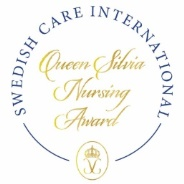 SWEDISH CARE INTERNATIONAL
Queen Silvia
Nursing
Award